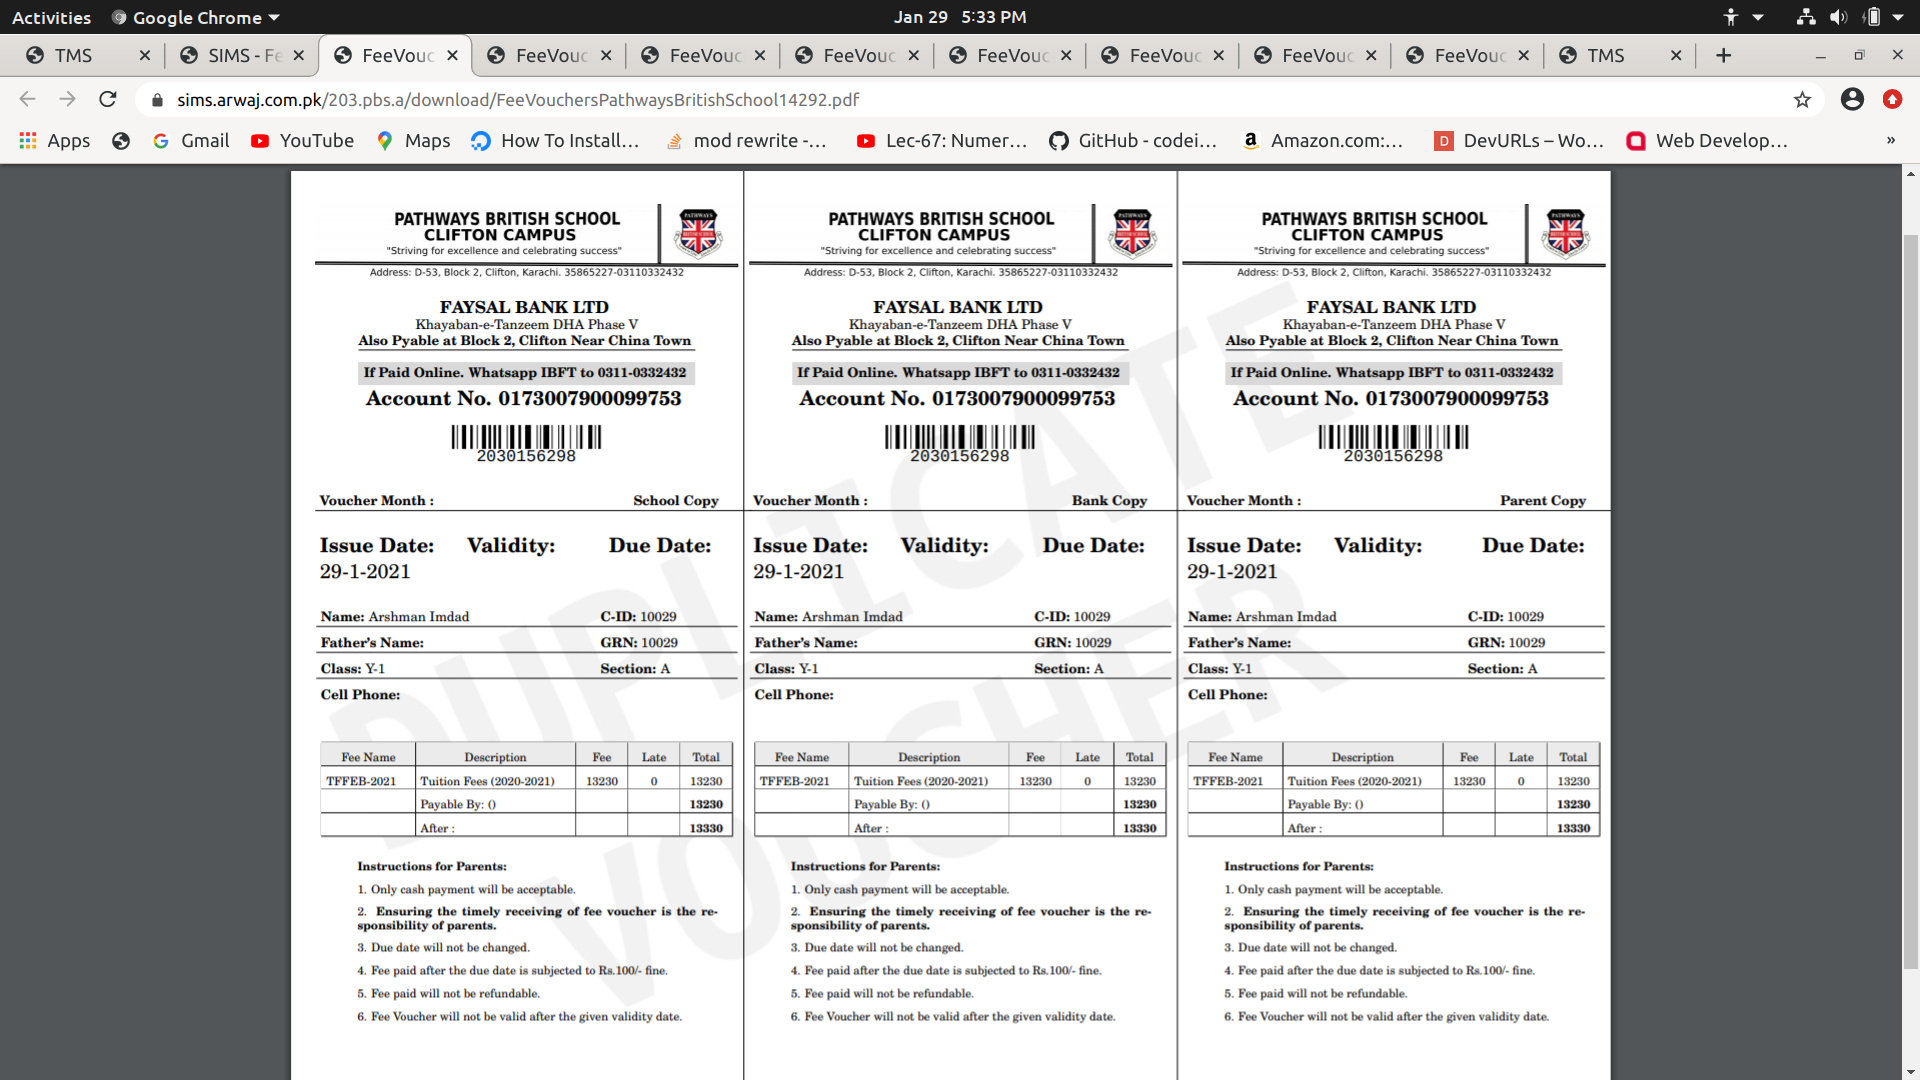 Activities Google Chrome Jan 29 5:33 PM
TMS SIMS - Fe FeeVouc FeeVouc FeeVouc FeeVouc FeeVouc FeeVouc FeeVouc FeeVouc TMS
sims.arwaj.com.pk/203.pbs.a/download/FeeVouchersPathwaysBritishSchool14292.pdf
Apps Gmail YouTube Maps How To Install... mod rewrite -... Lec-67: Numer... GitHub - codei... Amazon.com:... DevURLs – Wo... Web Develop... »
DUPLICATE
VOUCHER
PATHWAYS BRITISH SCHOOL
CLIFTON CAMPUS
"Striving for excellence and celebrating success"
PATHWAYS
BRITISH SCHOOL
Address: D-53, Block 2, Clifton, Karachi. 35865227-03110332432
FAYSAL BANK LTD
Khayaban-e-Tanzeem DHA Phase V
Also Pyable at Block 2, Clifton Near China Town
If Paid Online. Whatsapp IBFT to 0311-0332432
Account No. 0173007900099753
2030156298
Voucher Month : School Copy
Issue Date: Validity: Due Date:
29-1-2021
Name: Arshman Imdad C-ID: 10029
Father's Name: GRN: 10029
Class: Y-1 Section: A
Cell Phone:
Fee Name Description Fee Late Total
TFFEB-2021 Tuition Fees (2020-2021) 13230 0 13230
Payable By: () 13230
After : 13330
Instructions for Parents:
1. Only cash payment will be acceptable.
2. Ensuring the timely receiving of fee voucher is the re-
sponsibility of parents.
3. Due date will not be changed.
4. Fee paid after the due date is subjected to Rs.100/- fine.
5. Fee paid will not be refundable.
6. Fee Voucher will not be valid after the given validity date.
PATHWAYS BRITISH SCHOOL
CLIFTON CAMPUS
"Striving for excellence and celebrating success"
PATHWAYS
BRITISH SCHOOL
Address: D-53, Block 2, Clifton, Karachi. 35865227-03110332432
FAYSAL BANK LTD
Khayaban-e-Tanzeem DHA Phase V
Also Pyable at Block 2, Clifton Near China Town
If Paid Online. Whatsapp IBFT to 0311-0332432
Account No. 0173007900099753
2030156298
Voucher Month : Bank Copy
Issue Date: Validity: Due Date:
29-1-2021
Name: Arshman Imdad C-ID: 10029
Father's Name: GRN: 10029
Class: Y-1 Section: A
Cell Phone:
Fee Name Description Fee Late Total
TFFEB-2021 Tuition Fees (2020-2021) 13230 0 13230
Payable By: () 13230
After : 13330
Instructions for Parents:
1. Only cash payment will be acceptable.
2. Ensuring the timely receiving of fee voucher is the re-
sponsibility of parents.
3. Due date will not be changed.
4. Fee paid after the due date is subjected to Rs.100/- fine.
5. Fee paid will not be refundable.
6. Fee Voucher will not be valid after the given validity date.
PATHWAYS BRITISH SCHOOL
CLIFTON CAMPUS
"Striving for excellence and celebrating success"
PATHWAYS
BRITISH SCHOOL
Address: D-53, Block 2, Clifton, Karachi. 35865227-03110332432
FAYSAL BANK LTD
Khayaban-e-Tanzeem DHA Phase V
Also Pyable at Block 2, Clifton Near China Town
If Paid Online. Whatsapp IBFT to 0311-0332432
Account No. 0173007900099753
2030156298
Voucher Month : Parent Copy
Issue Date: Validity: Due Date:
29-1-2021
Name: Arshman Imdad C-ID: 10029
Father's Name: GRN: 10029
Class: Y-1 Section: A
Cell Phone:
Fee Name Description Fee Late Total
TFFEB-2021 Tuition Fees (2020-2021) 13230 0 13230
Payable By: () 13230
After : 13330
Instructions for Parents:
1. Only cash payment will be acceptable.
2. Ensuring the timely receiving of fee voucher is the re-
sponsibility of parents.
3. Due date will not be changed.
4. Fee paid after the due date is subjected to Rs.100/- fine.
5. Fee paid will not be refundable.
6. Fee Voucher will not be valid after the given validity date.